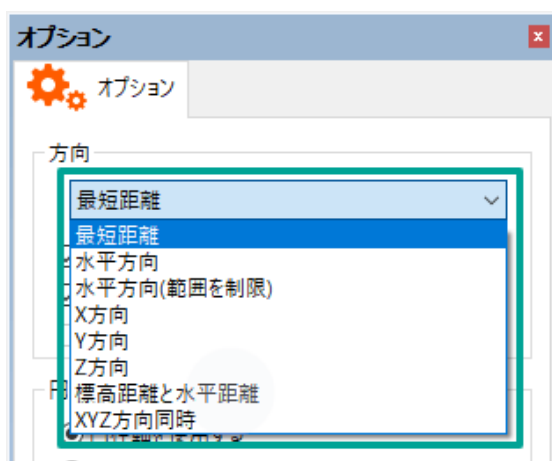 オプション
オプション
方向
最短距離
最短距離
水平方向
水平方向(範囲を制限)
X方向
Y方向
Z方向
標高距離と水平距離
XYZ方向同時